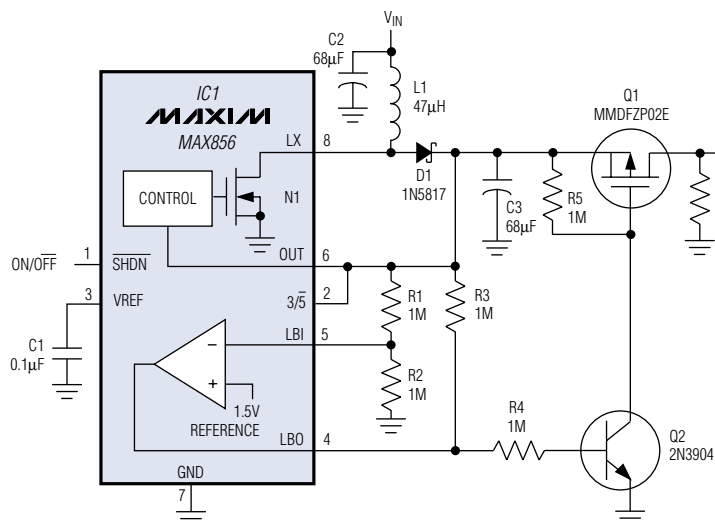 VIN
C2
68µF
L1
47µH
IC1
MAXIM
MAX856
Q1
MMDFZP02E
LX
8
D1
1N5817
CONTROL
N1
C3
68µF
R5
1M
OUT
6
ON/OFF
1
SHDN
3
VREF
3/5
2
R1
1M
R3
1M
LBI
5
C1
0.1µF
−
+
R2
1M
1.5V
REFERENCE
R4
1M
LBO
4
Q2
2N3904
GND
7